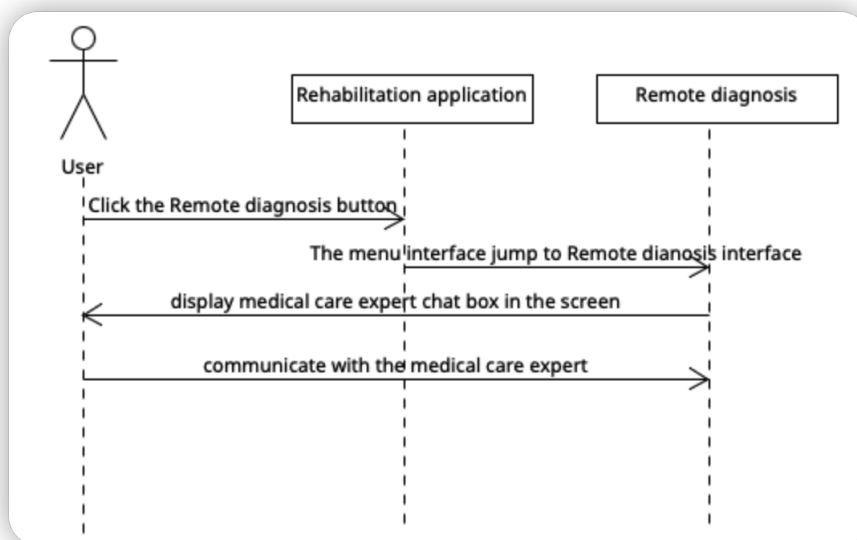 Rehabilitation application
Remote diagnosis
User
Click the Remote diagnosis button
The menu interface jump to Remote dianosis interface
display medical care expert chat box in the screen
communicate with the medical care expert